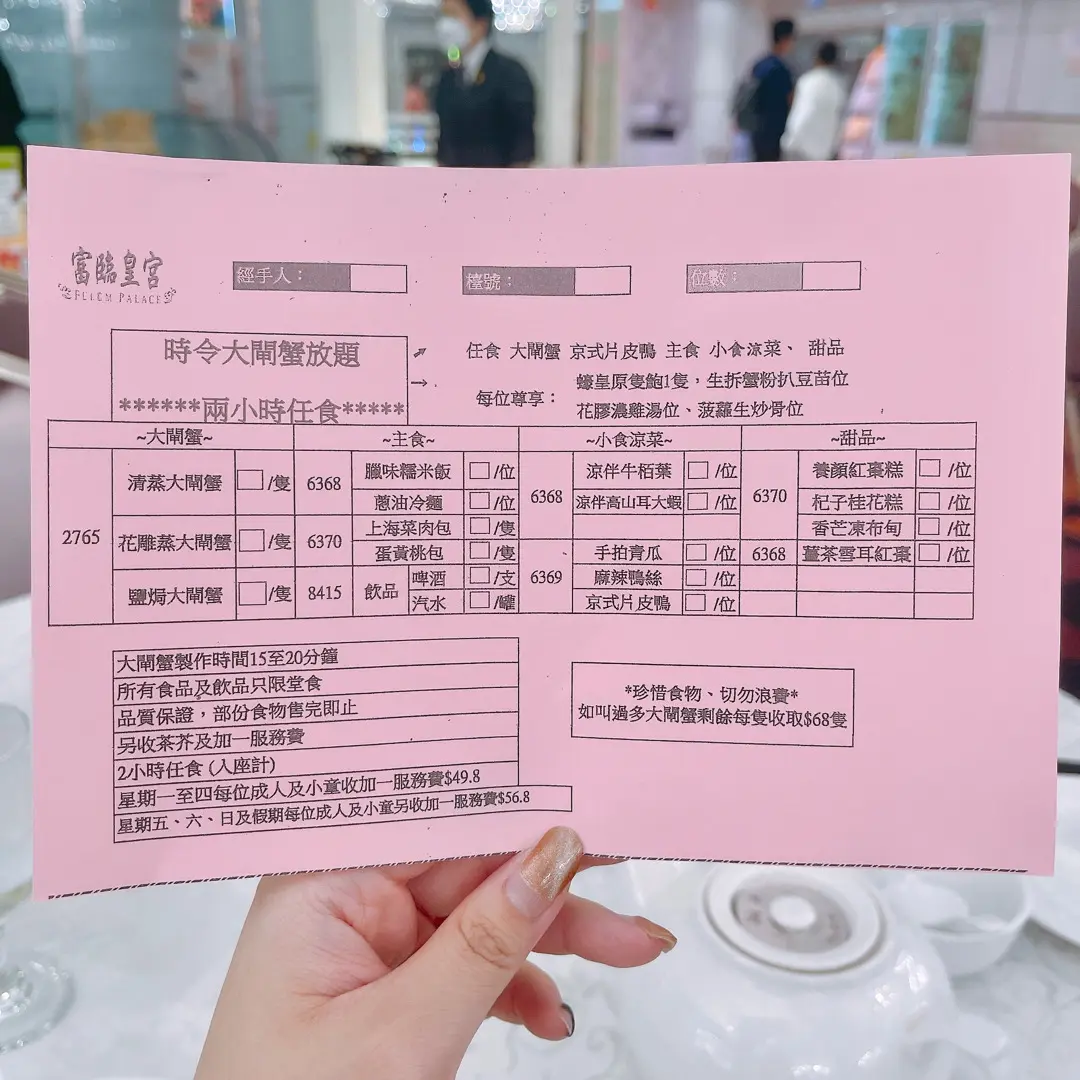 富臨皇宮
FULUM PALACE
經手人：
檯號：
位數：
時令大閘蟹放題
******兩小時任食*****
任食 大閘蟹 京式片皮鴨 主食 小食涼菜、 甜品
每位尊享：
蠔皇原隻鮑1隻，生拆蟹粉扒豆苗位
花膠濃雞湯位、菠蘿生炒骨位
~大閘蟹~ ~主食~ ~小食涼菜~ ~甜品~
2765
清蒸大閘蟹 /隻
花雕蒸大閘蟹 /隻
鹽焗大閘蟹 /隻
6368
臘味糯米飯 /位
蔥油冷麵 /位
6370
上海菜肉包 /隻
蛋黃桃包 /隻
8415
飲品
啤酒 /支
汽水 /罐
6368
涼伴牛栢葉 /位
涼伴高山耳大蝦 /位
6369
手拍青瓜 /位
麻辣鴨絲 /位
京式片皮鴨 /位
6370
養顏紅棗糕 /位
杞子桂花糕 /位
香芒凍布甸 /位
6368
薑茶雪耳紅棗 /位
大閘蟹製作時間15至20分鐘
所有食品及飲品只限堂食
品質保證，部份食物售完即止
另收茶芥及加一服務費
2小時任食 (入座計)
星期一至四每位成人及小童收加一服務費$49.8
星期五、六、日及假期每位成人及小童另收加一服務費$56.8
*珍惜食物、切勿浪費*
如叫過多大閘蟹剩餘每隻收取$68隻